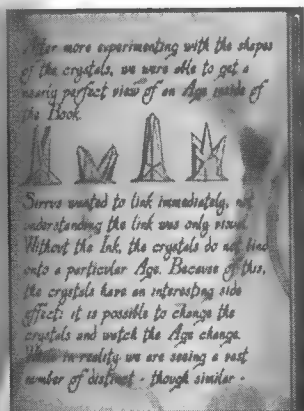 After more experimenting with the shapes
of the crystals, we were able to get a
nearly perfect view of an Age inside of
the Book.
Sirrus wanted to link immediately, not
understanding the link was only visual.
Without the Ink, the crystals do not bind
onto a particular Age. Because of this,
the crystals have an interesting side
effect: it is possible to change the
crystals and watch the Age change.
While in reality we are seeing a vast
number of distinct - though similar -